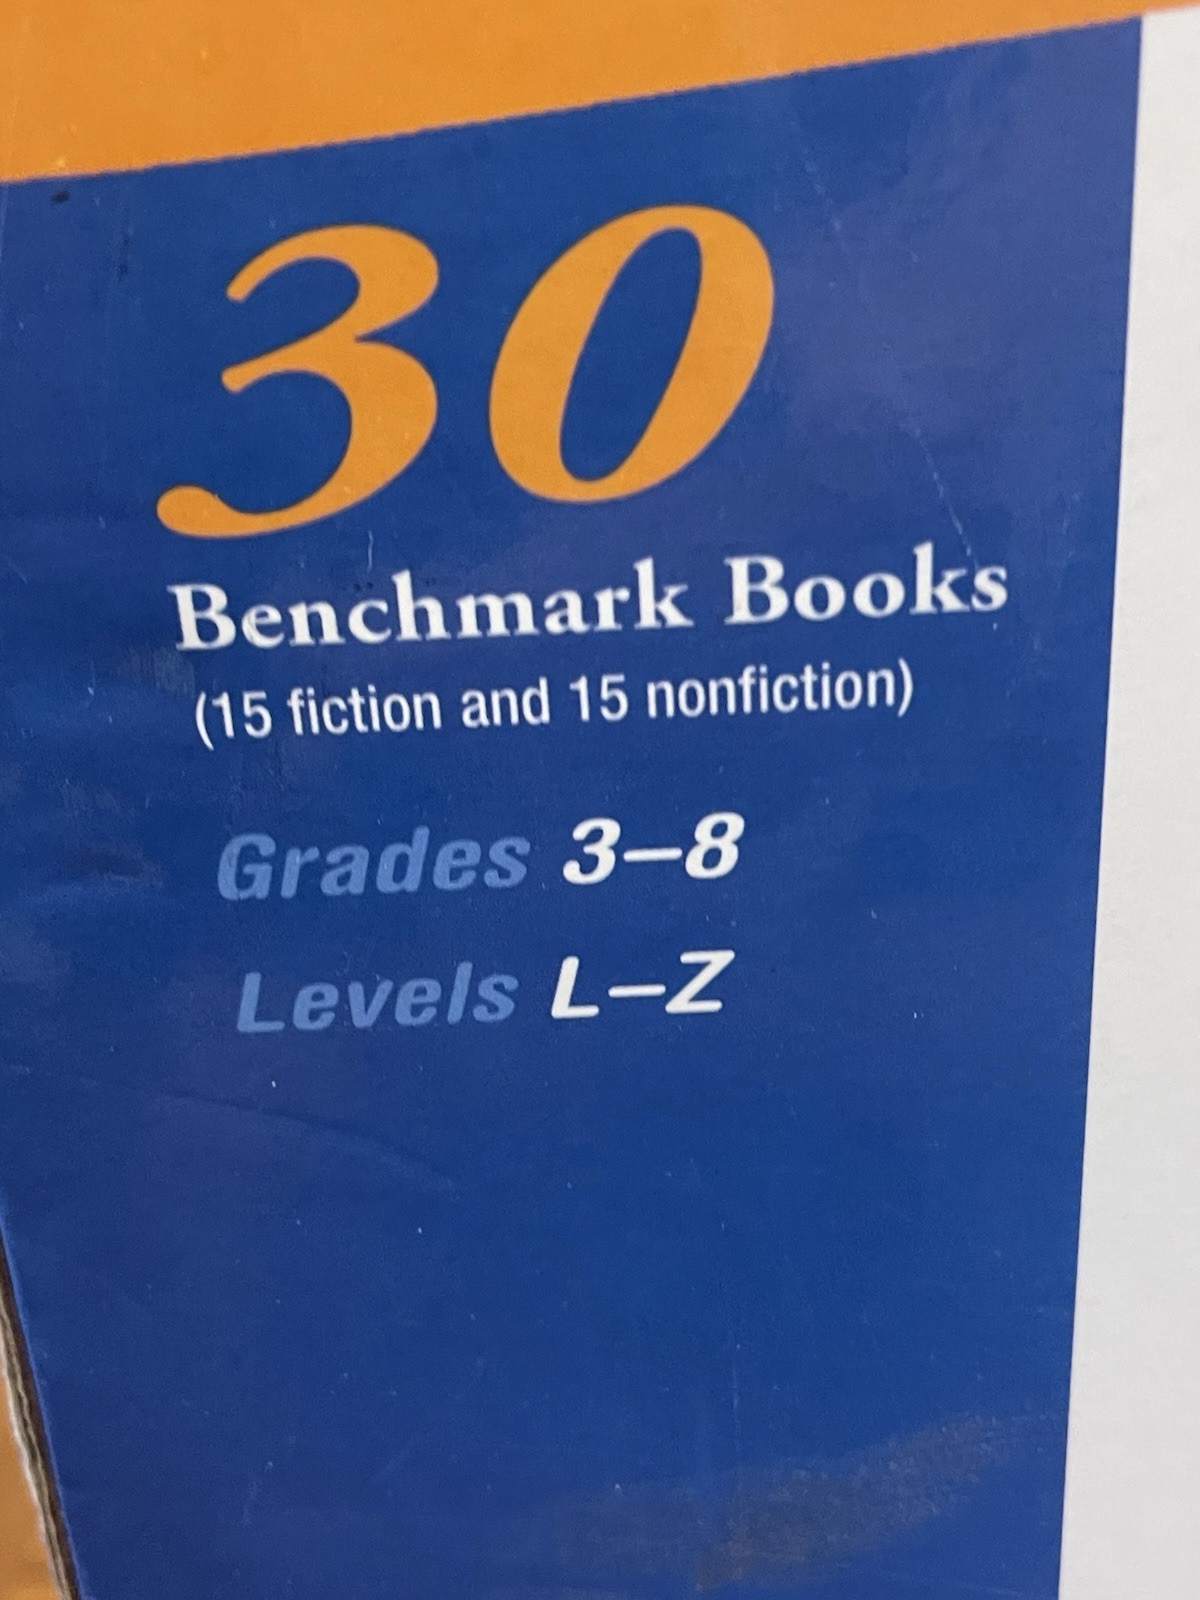 30
Benchmark Books
(15 fiction and 15 nonfiction)
Grades 3–8
Levels L–Z